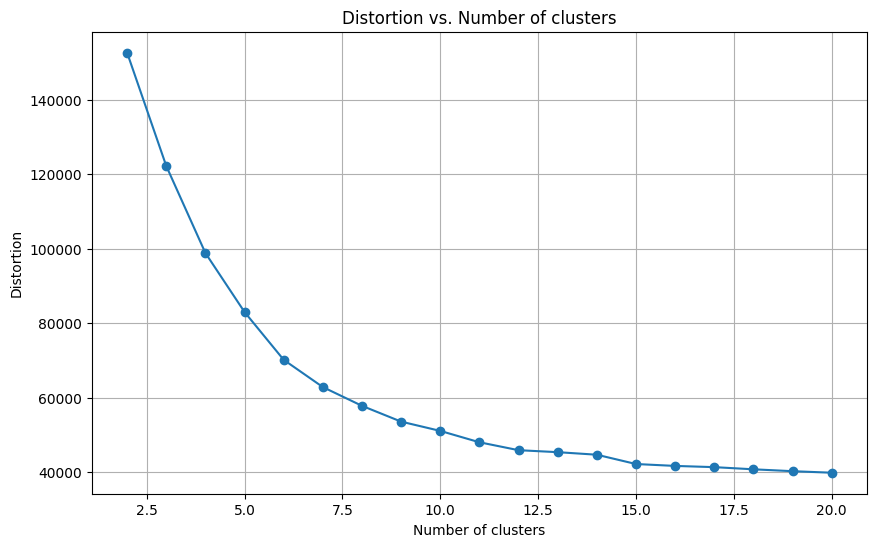 Distortion vs. Number of clusters
140000
120000
100000
80000
60000
40000
Distortion
2.5 5.0 7.5 10.0 12.5 15.0 17.5 20.0
Number of clusters